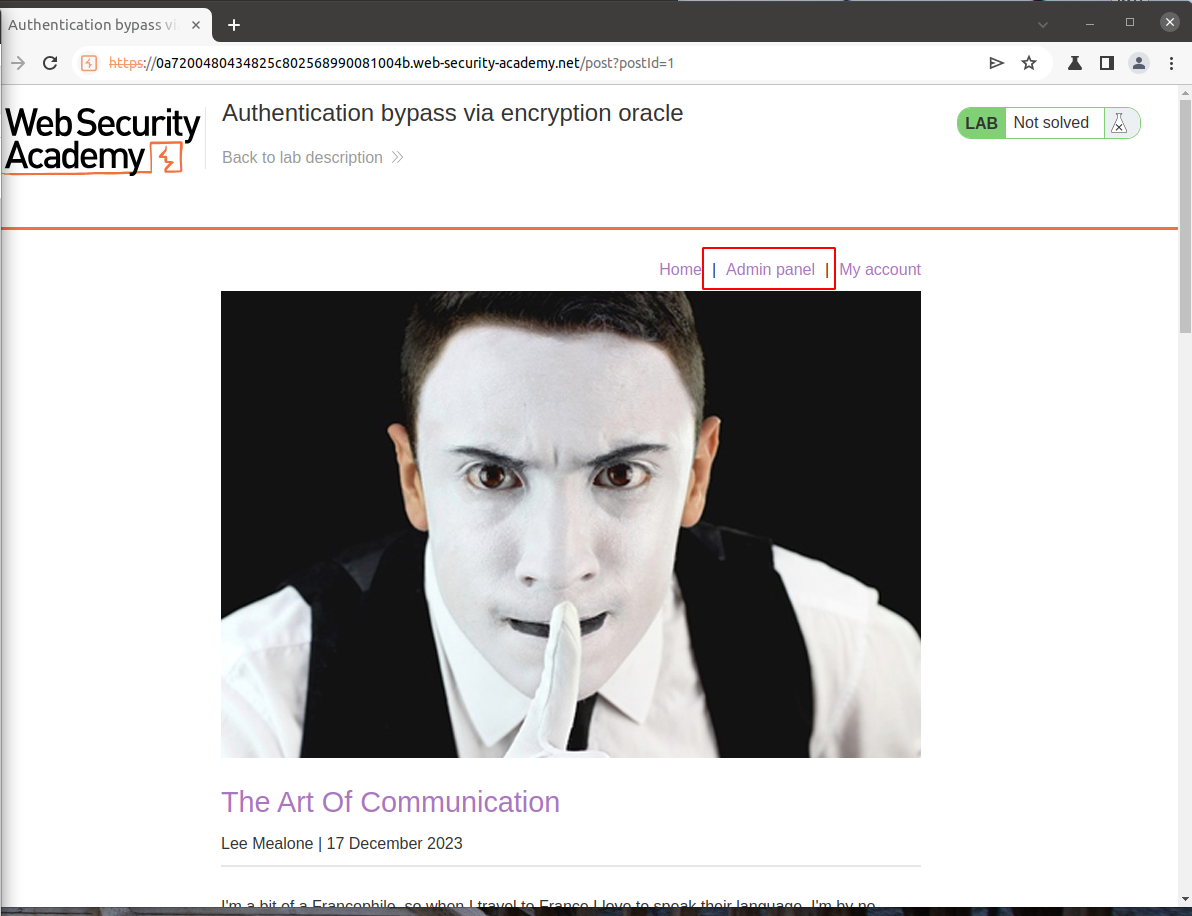 Authentication bypass vi
https://0a7200480434825c802568990081004b.web-security-academy.net/post?postId=1
Web Security
Academy
Authentication bypass via encryption oracle
Back to lab description
LAB Not solved
Home | Admin panel | My account
The Art Of Communication
Lee Mealone | 17 December 2023
I'm a bit of a Francophile, so when I travel to France I love to speak their language. I'm by no